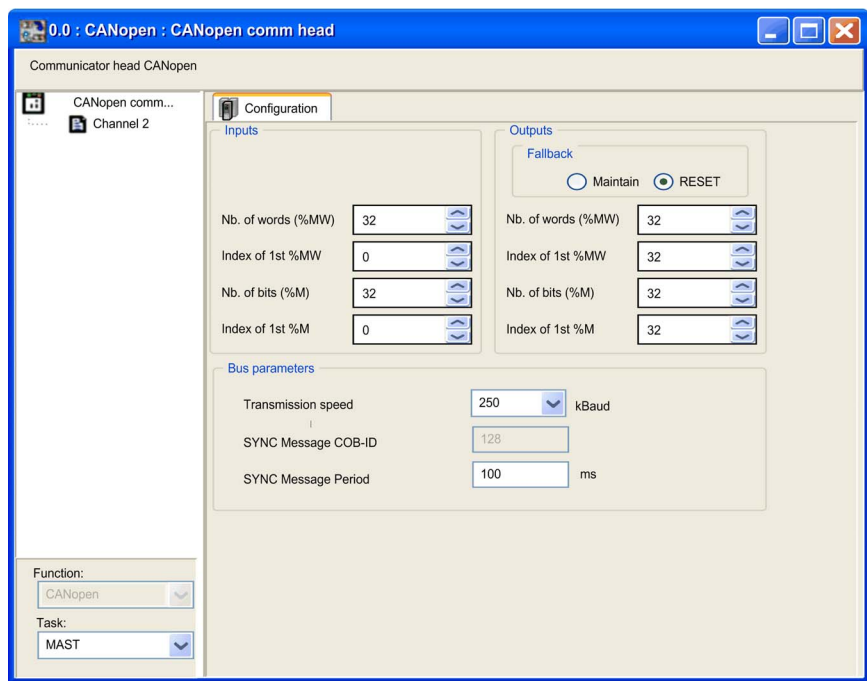 0.0 : CANopen : CANopen comm head
Communicator head CANopen
CANopen comm...
Channel 2
Configuration
Inputs
Nb. of words (%MW) 32
Index of 1st %MW 0
Nb. of bits (%M) 32
Index of 1st %M 0
Outputs
Fallback
Maintain RESET
Nb. of words (%MW) 32
Index of 1st %MW 32
Nb. of bits (%M) 32
Index of 1st %M 32
Bus parameters
Transmission speed 250 kBaud
SYNC Message COB-ID 128
SYNC Message Period 100 ms
Function:
CANopen
Task:
MAST